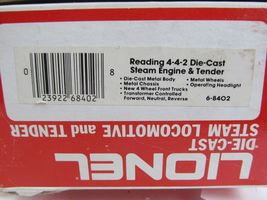 Reading 4-4-2 Die-Cast
Steam Engine & Tender
• Die-Cast Metal Body
• Metal Chassis
• New 4 Wheel Front Trucks
• Transformer Controlled
Forward, Neutral, Reverse
• Metal Wheels
• Operating Headlight
6-8402
0
8
23922 68402
DIE-CAST
STEAM LOCOMOTIVE and TENDER
LIONEL